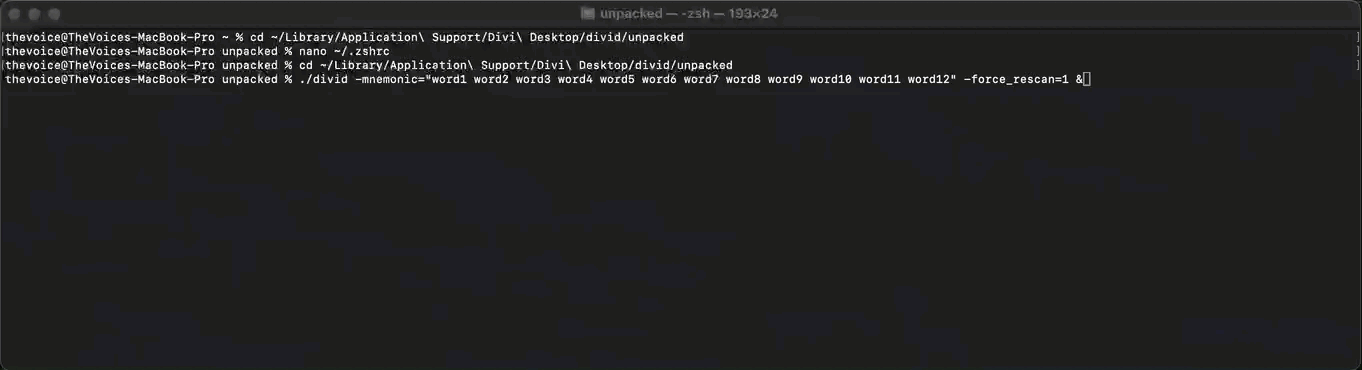 unpacked — -zsh — 193×24
thevoice@TheVoices-MacBook-Pro ~ % cd ~/Library/Application\ Support/Divi\ Desktop/divid/unpacked
thevoice@TheVoices-MacBook-Pro unpacked % nano ~/.zshrc
thevoice@TheVoices-MacBook-Pro unpacked % cd ~/Library/Application\ Support/Divi\ Desktop/divid/unpacked
thevoice@TheVoices-MacBook-Pro unpacked % ./divid -mnemonic="word1 word2 word3 word4 word5 word6 word7 word8 word9 word10 word11 word12" -force_rescan=1 &